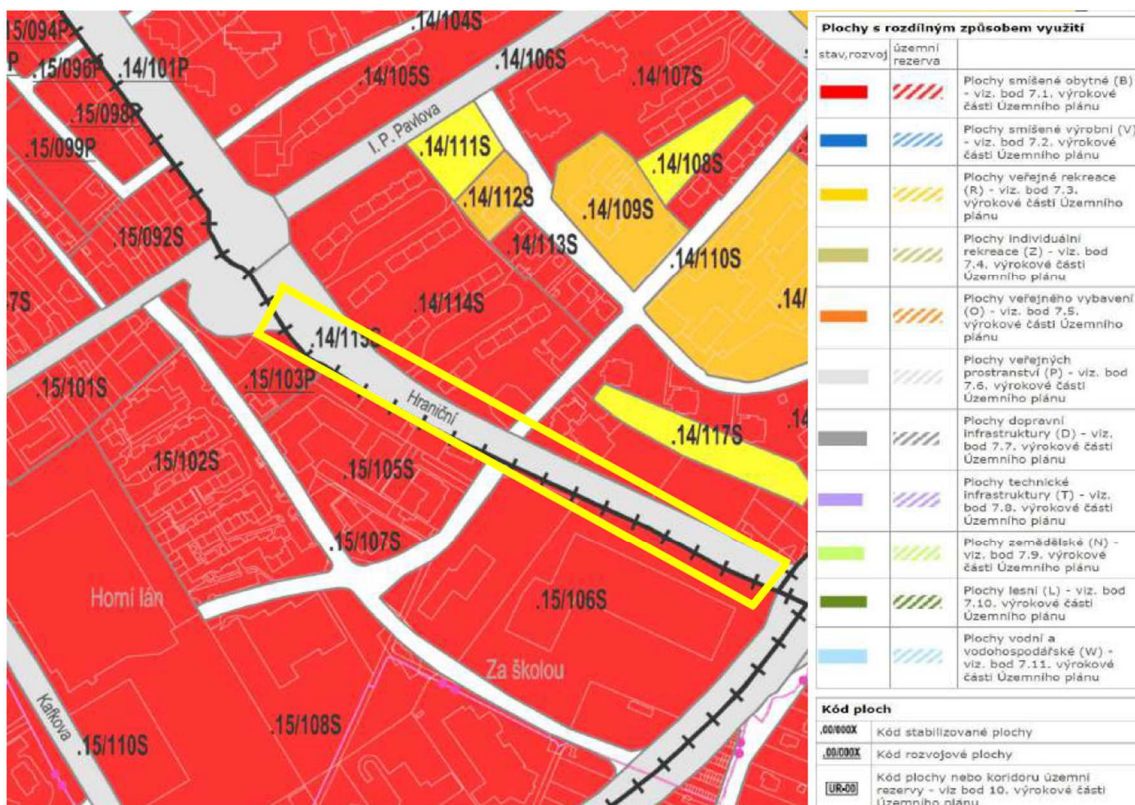 .15/094P
.14/104S
.15/096P
.14/101P
.14/105S
.14/106S
.14/107S
.15/098P
I. P. Pavlova
.15/099P
.14/111S
.14/108S
.14/112S
.14/109S
.15/092S
.14/113S
.14/110S
.14/114S
.14/115S
.15/103P
.15/101S
Hraniční
.14/117S
.15/102S
.15/105S
.15/107S
Horní lán
.15/106S
Za školou
Kafkova
.15/108S
.15/110S
Plochy s rozdílným způsobem využití
stav,rozvoj
územní
rezerva
Plochy smíšené obytné (B)
- viz. bod 7.1. výrokové
části Územního plánu
Plochy smíšené výrobní (V)
- viz. bod 7.2. výrokové
části Územního plánu
Plochy veřejné rekreace
(R) - viz. bod 7.3.
výrokové části Územního
plánu
Plochy individuální
rekreace (Z) - viz. bod
7.4. výrokové části
Územního plánu
Plochy veřejného vybavení
(O) - viz. bod 7.5.
výrokové části Územního
plánu
Plochy veřejných
prostranství (P) - viz. bod
7.6. výrokové části
Územního plánu
Plochy dopravní
infrastruktury (D) - viz.
bod 7.7. výrokové části
Územního plánu
Plochy technické
infrastruktury (T) - viz.
bod 7.8. výrokové části
Územního plánu
Plochy zemědělské (N) -
viz. bod 7.9. výrokové
části Územního plánu
Plochy lesní (L) - viz. bod
7.10. výrokové části
Územního plánu
Plochy vodní a
vodohospodářské (W) -
viz. bod 7.11. výrokové
části Územního plánu
Kód ploch
.00/000X Kód stabilizované plochy
.00/000X Kód rozvojové plochy
UR-00 Kód plochy nebo koridoru územní
rezervy - viz bod 10. výrokové části
Územního plánu